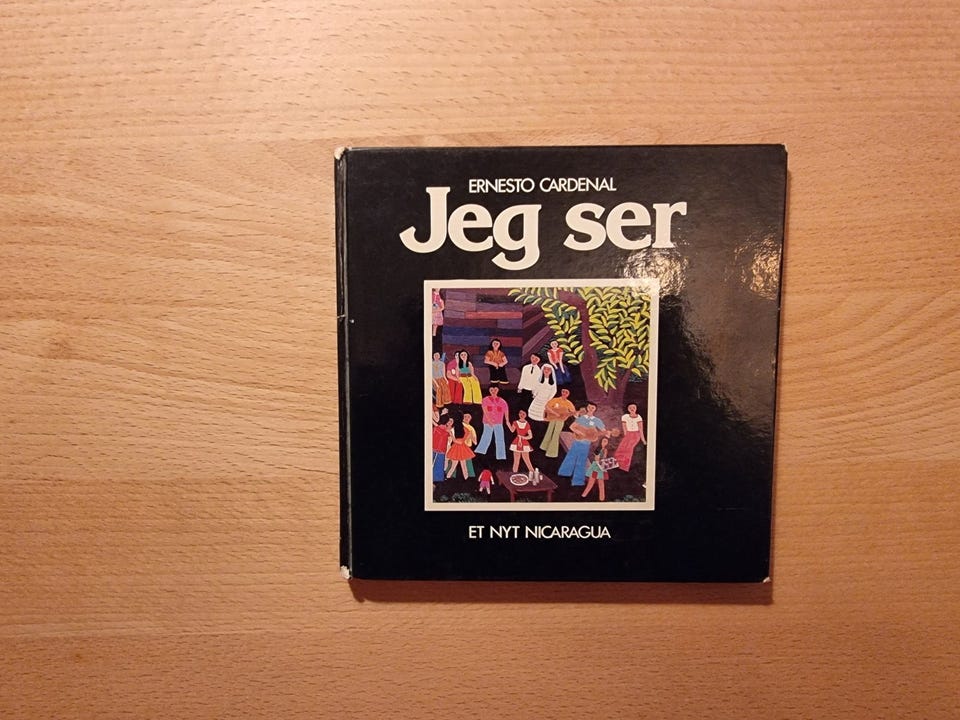 ERNESTO CARDENAL
Jeg ser
ET NYT NICARAGUA